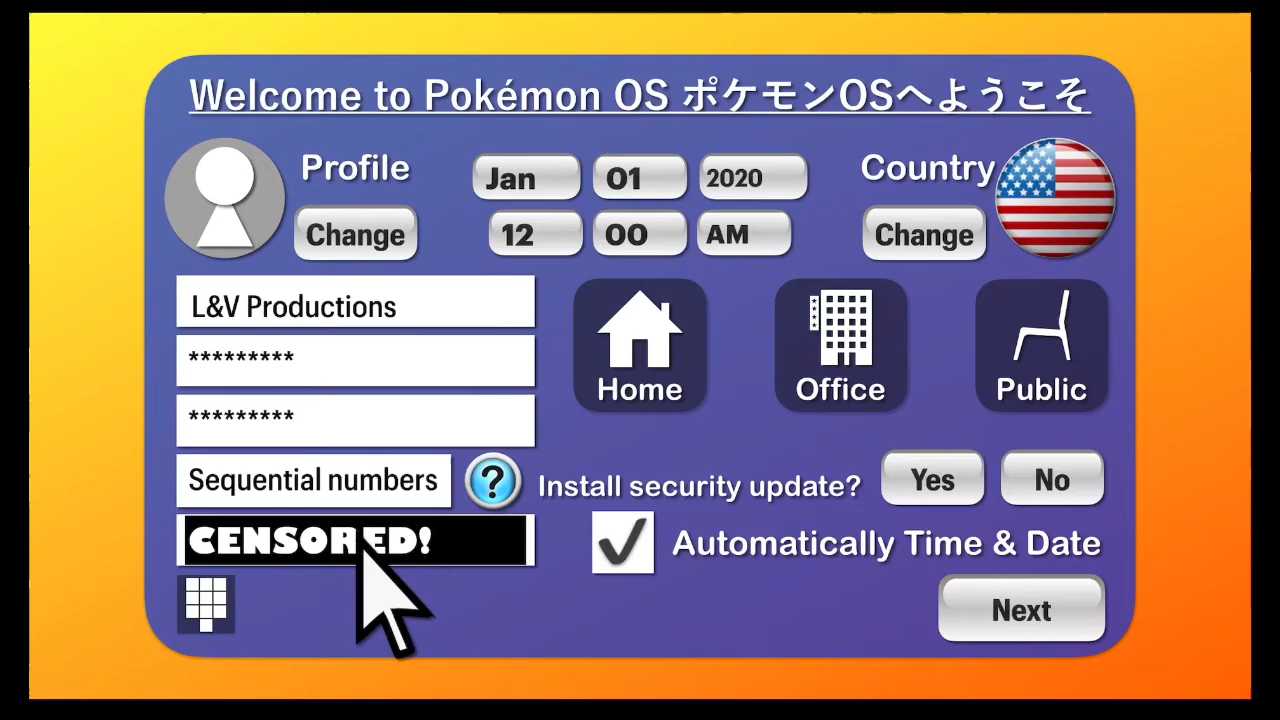 Welcome to Pokémon OS ポケモンOSへようこそ
Profile
Change
Jan 01 2020
12 00 AM
Country
Change
L&V Productions
*********
*********
Sequential numbers
?
CENSORED!
Home
Office
Public
Install security update?
Yes
No
Automatically Time & Date
Next